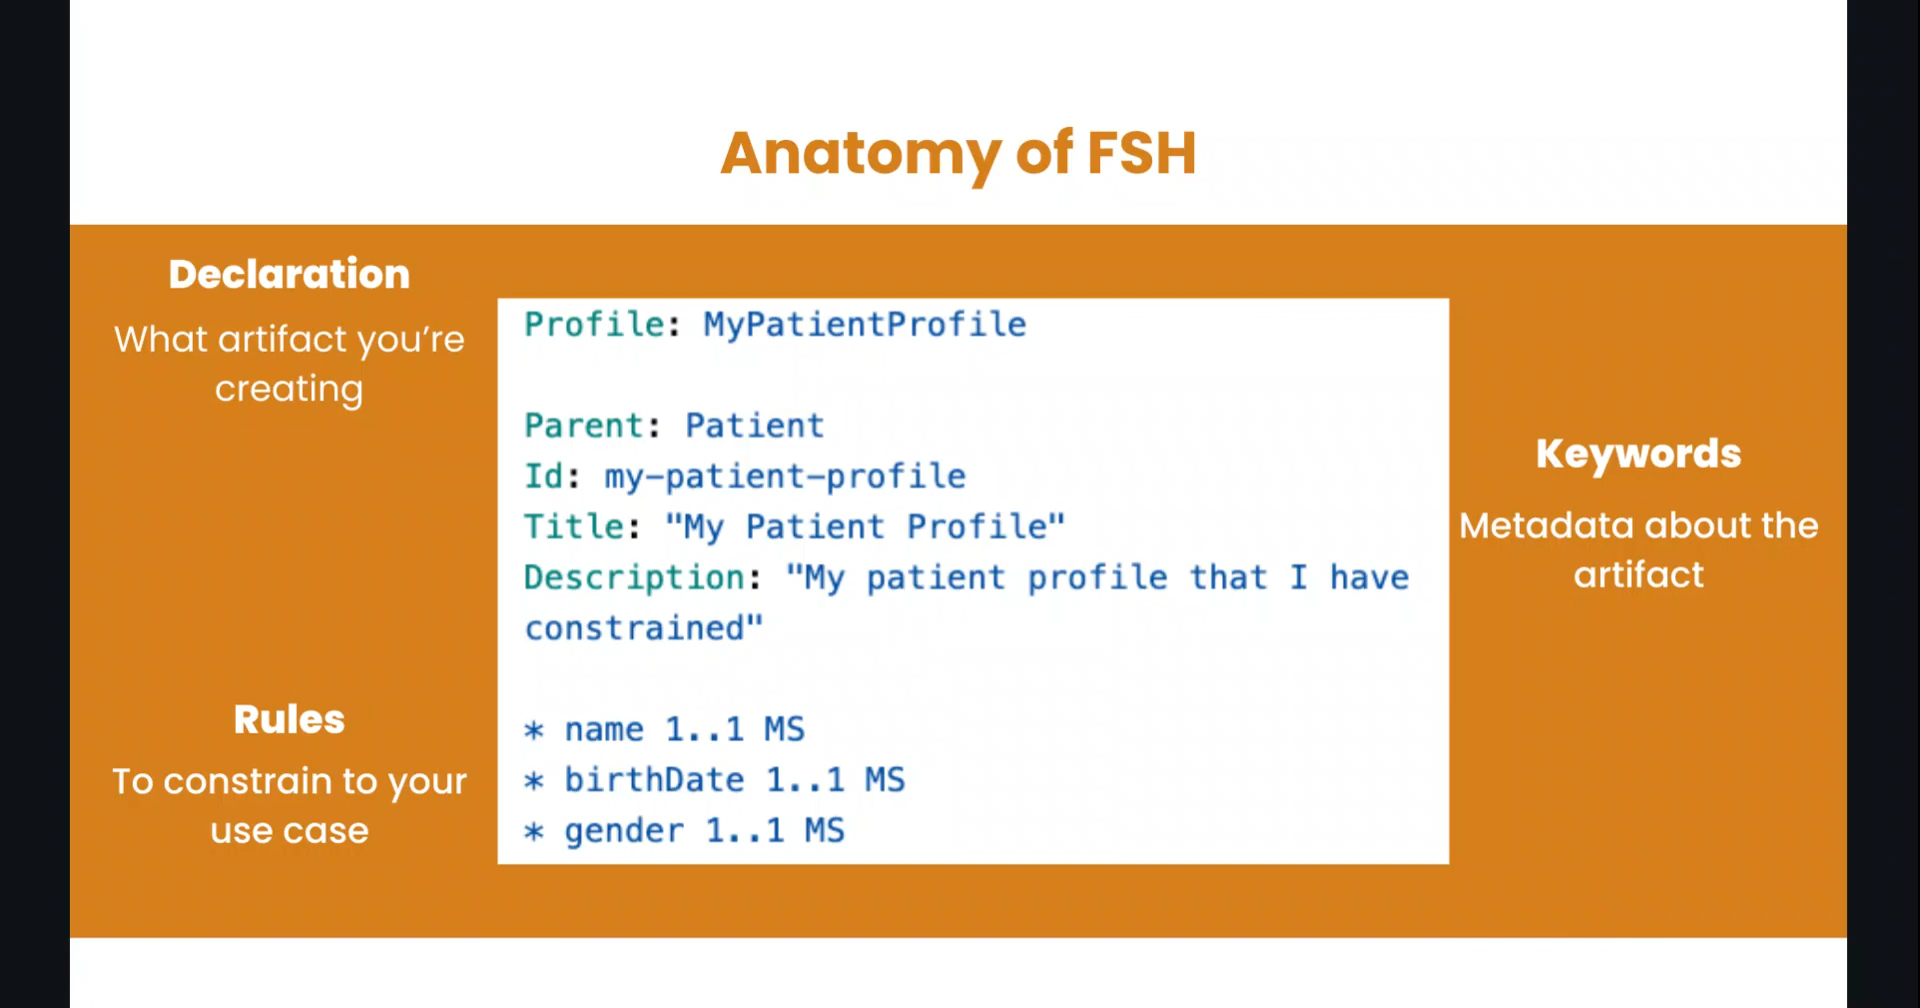 Anatomy of FSH
Declaration
What artifact you’re
creating
Profile: MyPatientProfile
Parent: Patient
Id: my-patient-profile
Title: "My Patient Profile"
Description: "My patient profile that I have
constrained"
Keywords
Metadata about the
artifact
Rules
To constrain to your
use case
* name 1..1 MS
* birthDate 1..1 MS
* gender 1..1 MS